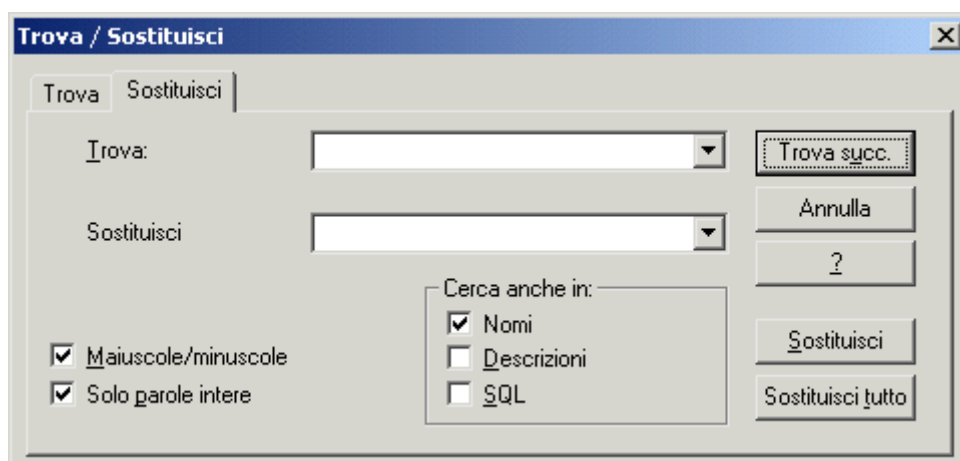 Trova / Sostituisci
Trova Sostituisci
Trova:
Trova succ.
Annulla
Sostituisci
?
Cerca anche in:
Nomi
Maiuscole/minuscole
Descrizioni
Sostituisci
Solo parole intere
SQL
Sostituisci tutto